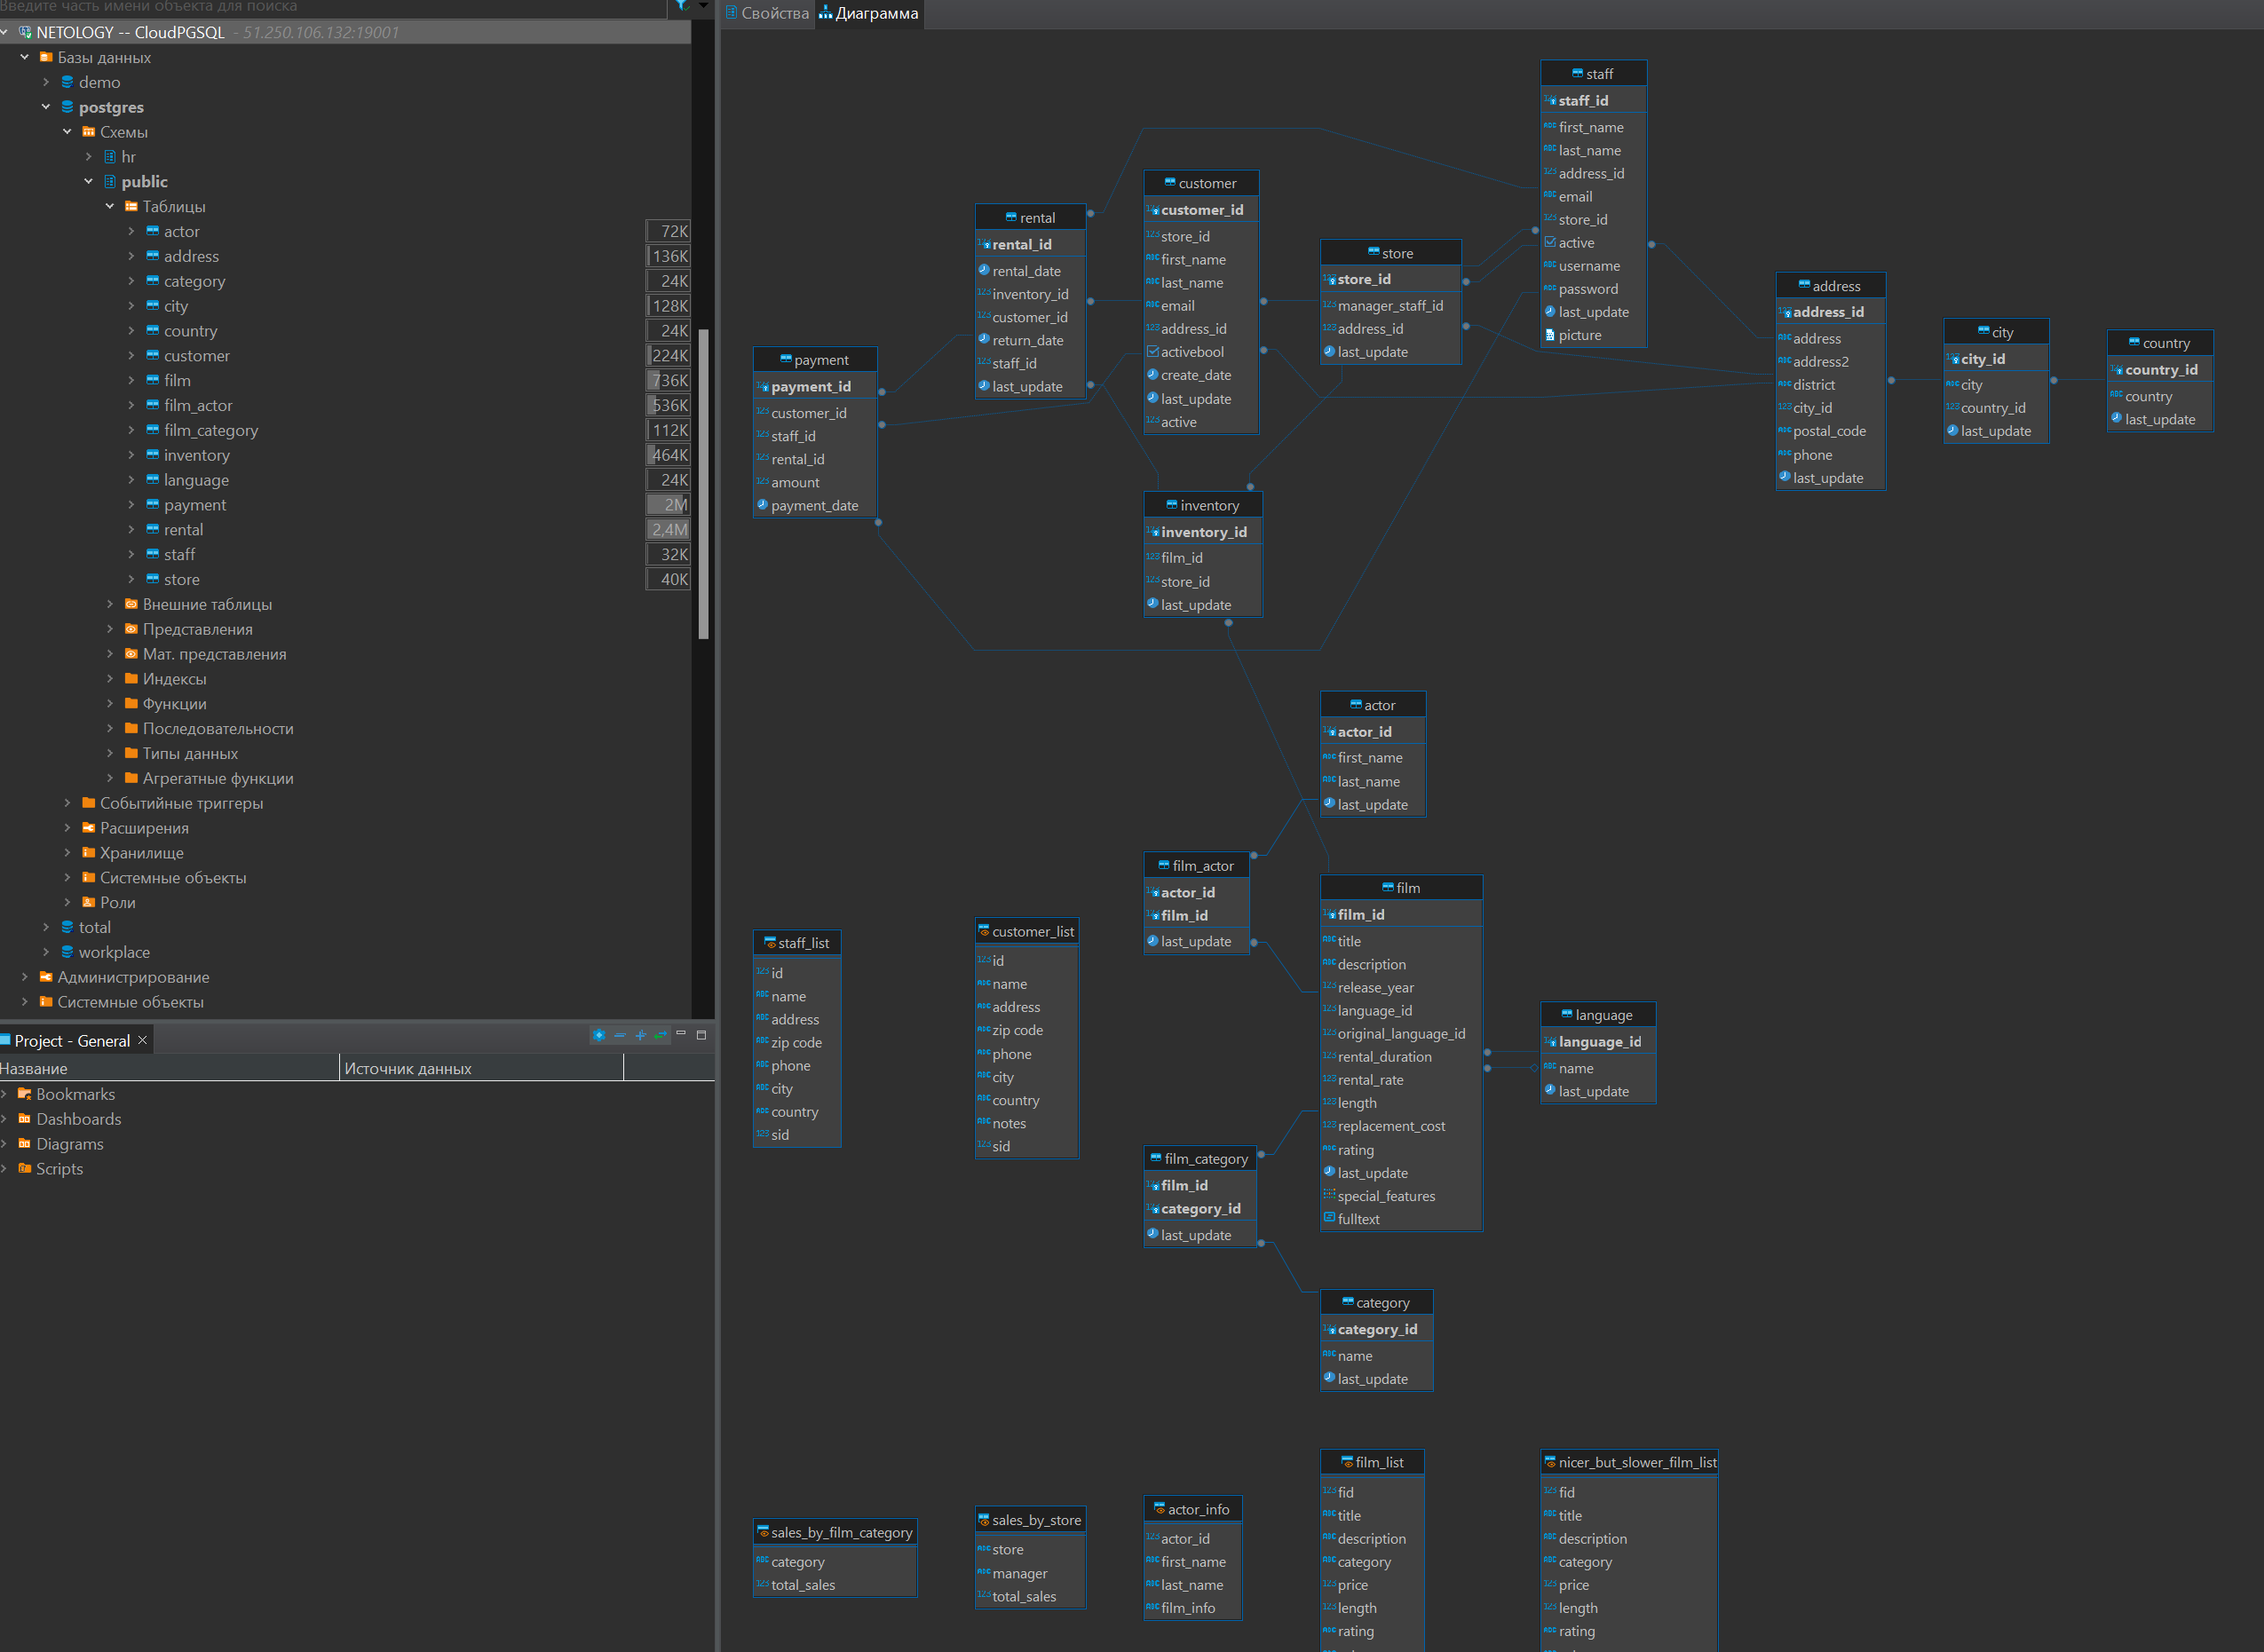 Введите часть имени объекта для поиска
NETOLOGY -- CloudPGSQL - 51.250.106.132:19001
Базы данных
demo
postgres
Схемы
hr
public
Таблицы
actor 72K
address 136K
category 24K
city 128K
country 24K
customer 224K
film 736K
film_actor 536K
film_category 112K
inventory 464K
language 24K
payment 2M
rental 2,4M
staff 32K
store 40K
Внешние таблицы
Представления
Мат. представления
Индексы
Функции
Последовательности
Типы данных
Агрегатные функции
Событийные триггеры
Расширения
Хранилище
Системные объекты
Роли
total
workplace
Администрирование
Системные объекты
Project - General
Название Источник данных
Bookmarks
Dashboards
Diagrams
Scripts
Свойства Диаграмма
payment
payment_id
customer_id
staff_id
rental_id
amount
payment_date
rental
rental_id
rental_date
inventory_id
customer_id
return_date
staff_id
last_update
customer
customer_id
store_id
first_name
last_name
email
address_id
activebool
create_date
last_update
active
store
store_id
manager_staff_id
address_id
last_update
staff
staff_id
first_name
last_name
address_id
email
store_id
active
username
password
last_update
picture
address
address_id
address
address2
district
city_id
postal_code
phone
last_update
city
city_id
city
country_id
last_update
country
country_id
country
last_update
inventory
inventory_id
film_id
store_id
last_update
actor
actor_id
first_name
last_name
last_update
film_actor
actor_id
film_id
last_update
film
film_id
title
description
release_year
language_id
original_language_id
rental_duration
rental_rate
length
replacement_cost
rating
last_update
special_features
fulltext
language
language_id
name
last_update
staff_list
id
name
address
zip code
phone
city
country
sid
customer_list
id
name
address
zip code
phone
city
country
notes
sid
film_category
film_id
category_id
last_update
category
category_id
name
last_update
sales_by_film_category
category
total_sales
sales_by_store
store
manager
total_sales
actor_info
actor_id
first_name
last_name
film_info
film_list
fid
title
description
category
price
length
rating
nicer_but_slower_film_list
fid
title
description
category
price
length
rating